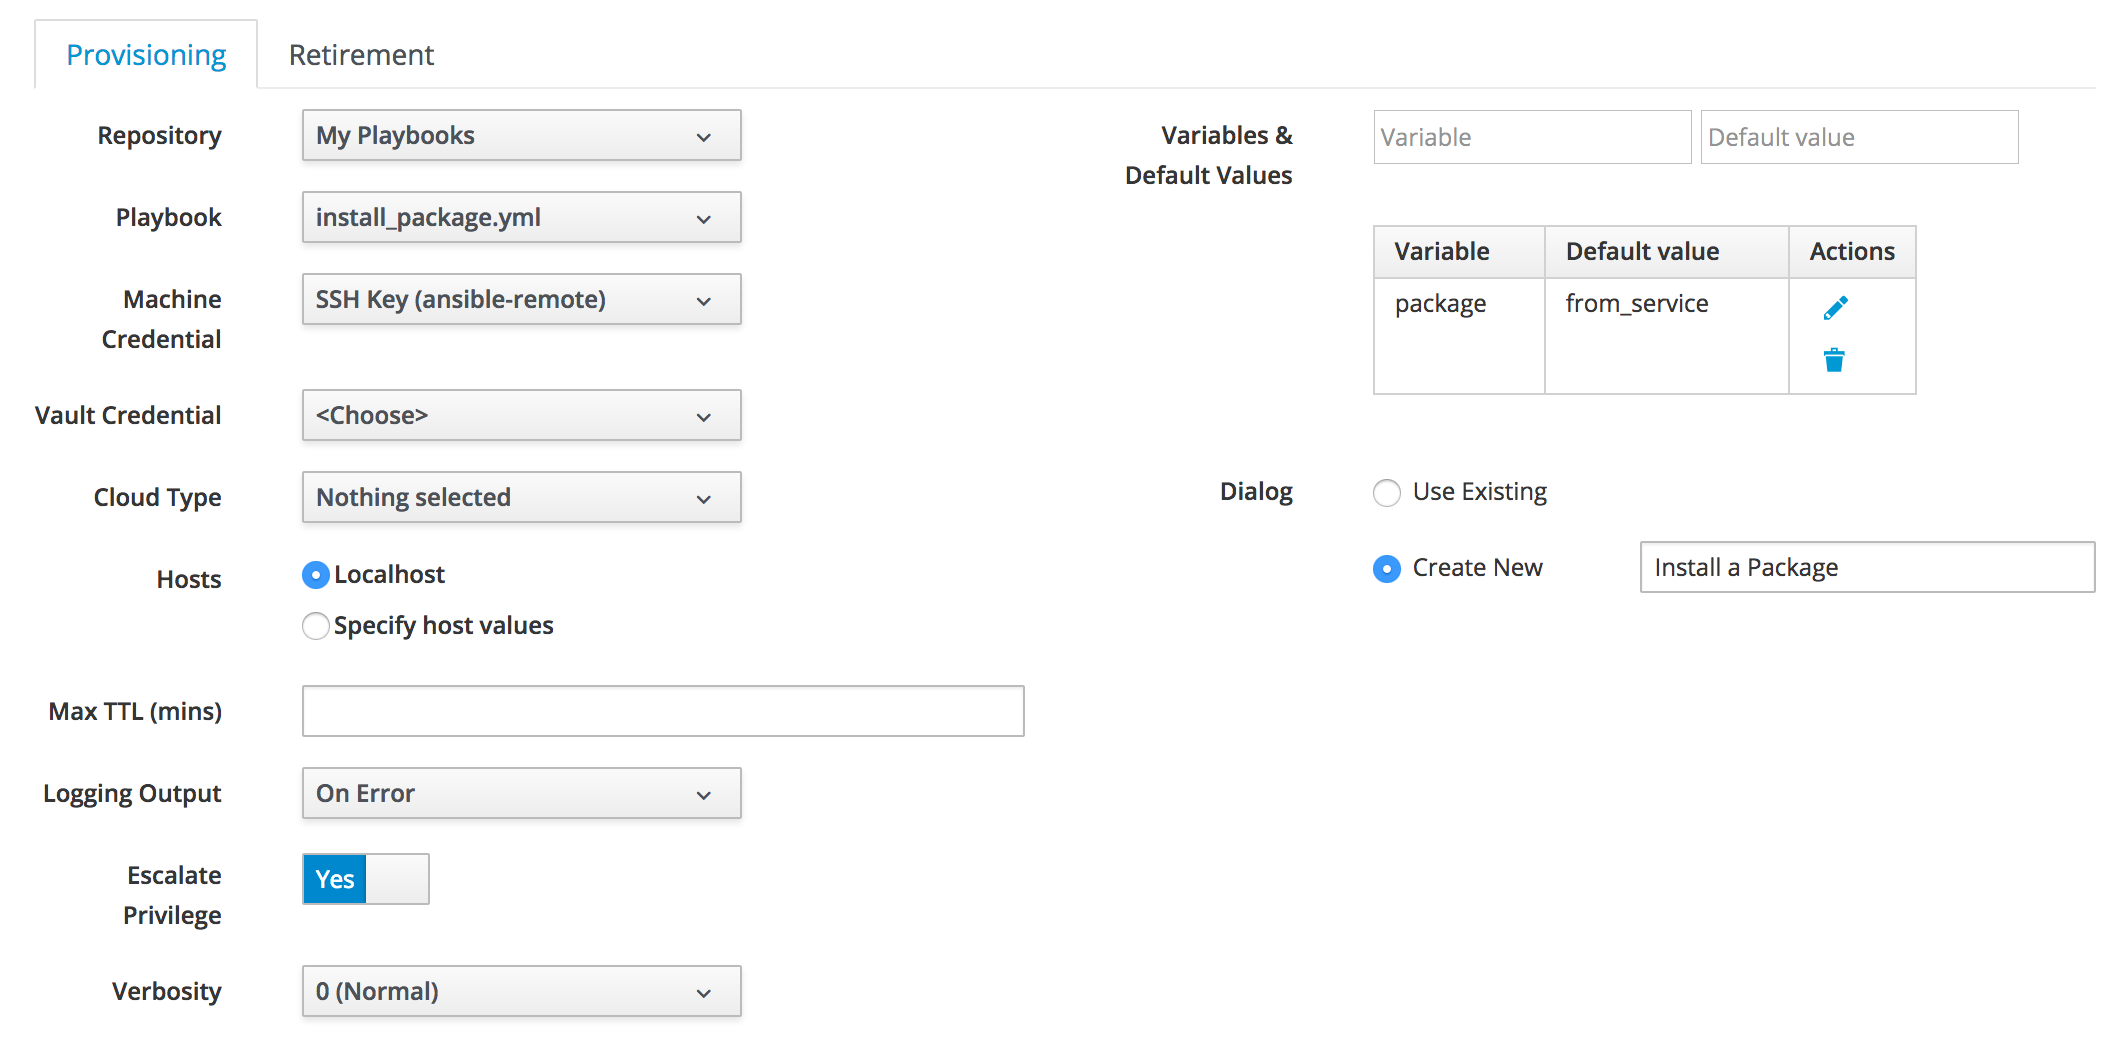 Provisioning
Retirement
Repository
My Playbooks
Playbook
install_package.yml
Machine
Credential
SSH Key (ansible-remote)
Vault Credential
<Choose>
Cloud Type
Nothing selected
Hosts
Localhost
Specify host values
Max TTL (mins)
Logging Output
On Error
Escalate
Privilege
Yes
Verbosity
0 (Normal)
Variables &
Default Values
Variable
Default value
Variable
Default value
Actions
package
from_service
Dialog
Use Existing
Create New
Install a Package